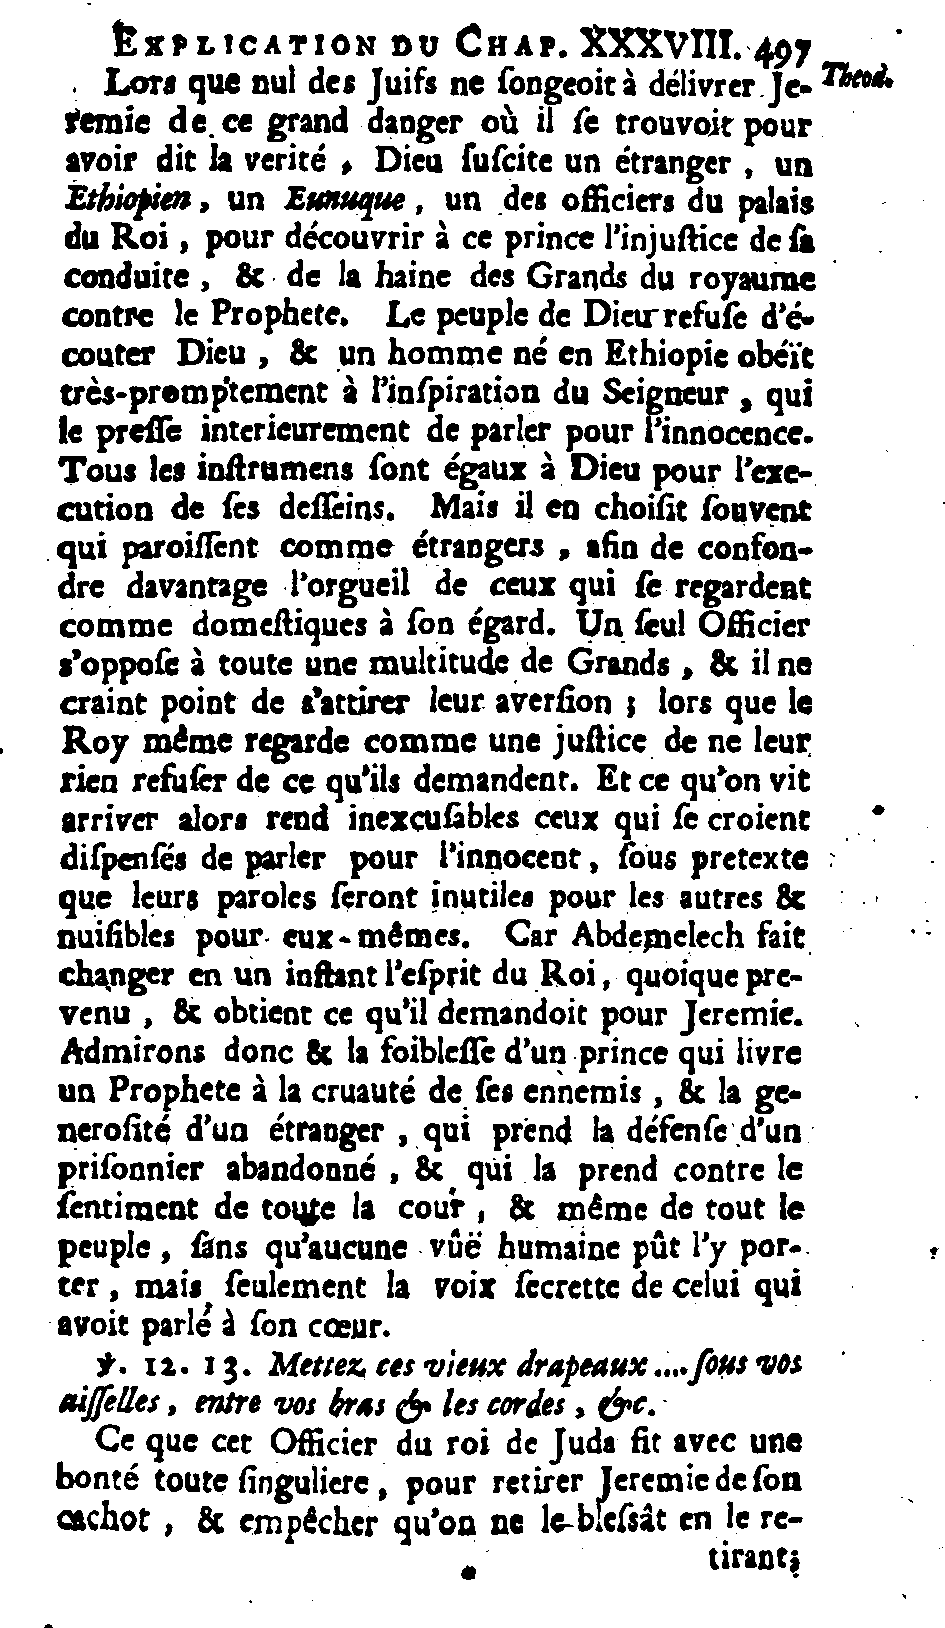 EXPLICATION DU CHAP. XXXVIII. 497
Lors que nul des Juifs ne ſongeoit à délivrer Je- Theod.
remie de ce grand danger où il ſe trouvoit pour
avoir dit la verité, Dieu ſuſcite un étranger, un
Ethiopien, un Eunuque, un des officiers du palais
du Roi, pour découvrir à ce prince l'injuſtice de ſa
conduite, & de la haine des Grands du royaume
contre le Prophete. Le peuple de Dieu refuſe d'é-
couter Dieu, & un homme né en Ethiopie obéït
très-promptement à l'inſpiration du Seigneur, qui
le preſſe interieurement de parler pour l'innocence.
Tous les inſtrumens ſont égaux à Dieu pour l'exe-
cution de ſes deſſeins. Mais il en choiſit ſouvent
qui paroiſſent comme étrangers, afin de confon-
dre davantage l'orgueil de ceux qui ſe regardent
comme domeſtiques à ſon égard. Un ſeul Officier
s'oppoſe à toute une multitude de Grands, & il ne
craint point de s'attirer leur averſion; lors que le
Roy même regarde comme une juſtice de ne leur
rien refuſer de ce qu'ils demandent. Et ce qu'on vit
arriver alors rend inexcuſables ceux qui ſe croient
diſpenſés de parler pour l'innocent, ſous pretexte
que leurs paroles ſeront inutiles pour les autres &
nuiſibles pour eux-mêmes. Car Abdemelech fait
changer en un inſtant l'eſprit du Roi, quoique pre-
venu, & obtient ce qu'il demandoit pour Jeremie.
Admirons donc & la foibleſſe d'un prince qui livre
un Prophete à la cruauté de ſes ennemis, & la ge-
neroſité d'un étranger, qui prend la défenſe d'un
priſonnier abandonné, & qui la prend contre le
ſentiment de toute la cour, & même de tout le
peuple, ſans qu'aucune vûë humaine pût l'y por-
ter, mais ſeulement la voix ſecrette de celui qui
avoit parlé à ſon cœur.
℣. 12. 13. Mettez ces vieux drapeaux .... ſous vos
aiſſelles, entre vos bras & les cordes, &c.
Ce que cet Officier du roi de Juda fit avec une
bonté toute ſinguliere, pour retirer Jeremie de ſon
cachot, & empêcher qu'on ne le bleſsât en le re-
tirant;